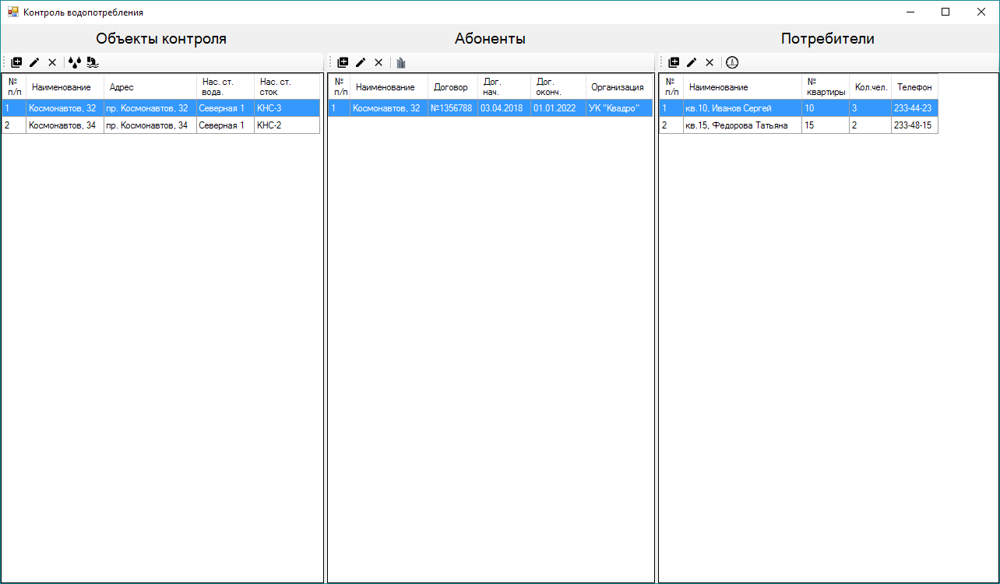 Контроль водопотребления
Объекты контроля
№ п/п Наименование Адрес Нас. ст. вода. Нас. ст. сток
1 Космонавтов, 32 пр. Космонавтов, 32 Северная 1 КНС-3
2 Космонавтов, 34 пр. Космонавтов, 34 Северная 1 КНС-2
Абоненты
№ п/п Наименование Договор Дог. нач. Дог. оконч. Организация
1 Космонавтов, 32 №1356788 03.04.2018 01.01.2022 УК "Квадро"
Потребители
№ п/п Наименование № квартиры Кол.чел. Телефон
1 кв.10, Иванов Сергей 10 3 233-44-23
2 кв.15, Федорова Татьяна 15 2 233-48-15